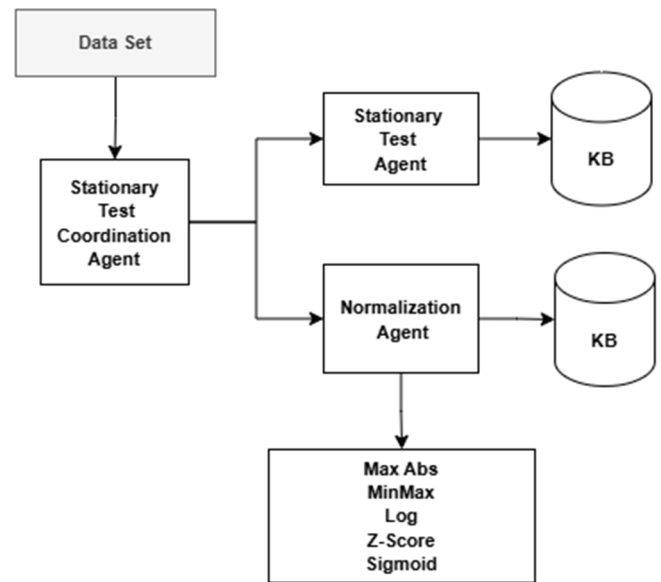 Data Set
Stationary
Test
Coordination
Agent
Stationary
Test
Agent
KB
Normalization
Agent
KB
Max Abs
MinMax
Log
Z-Score
Sigmoid